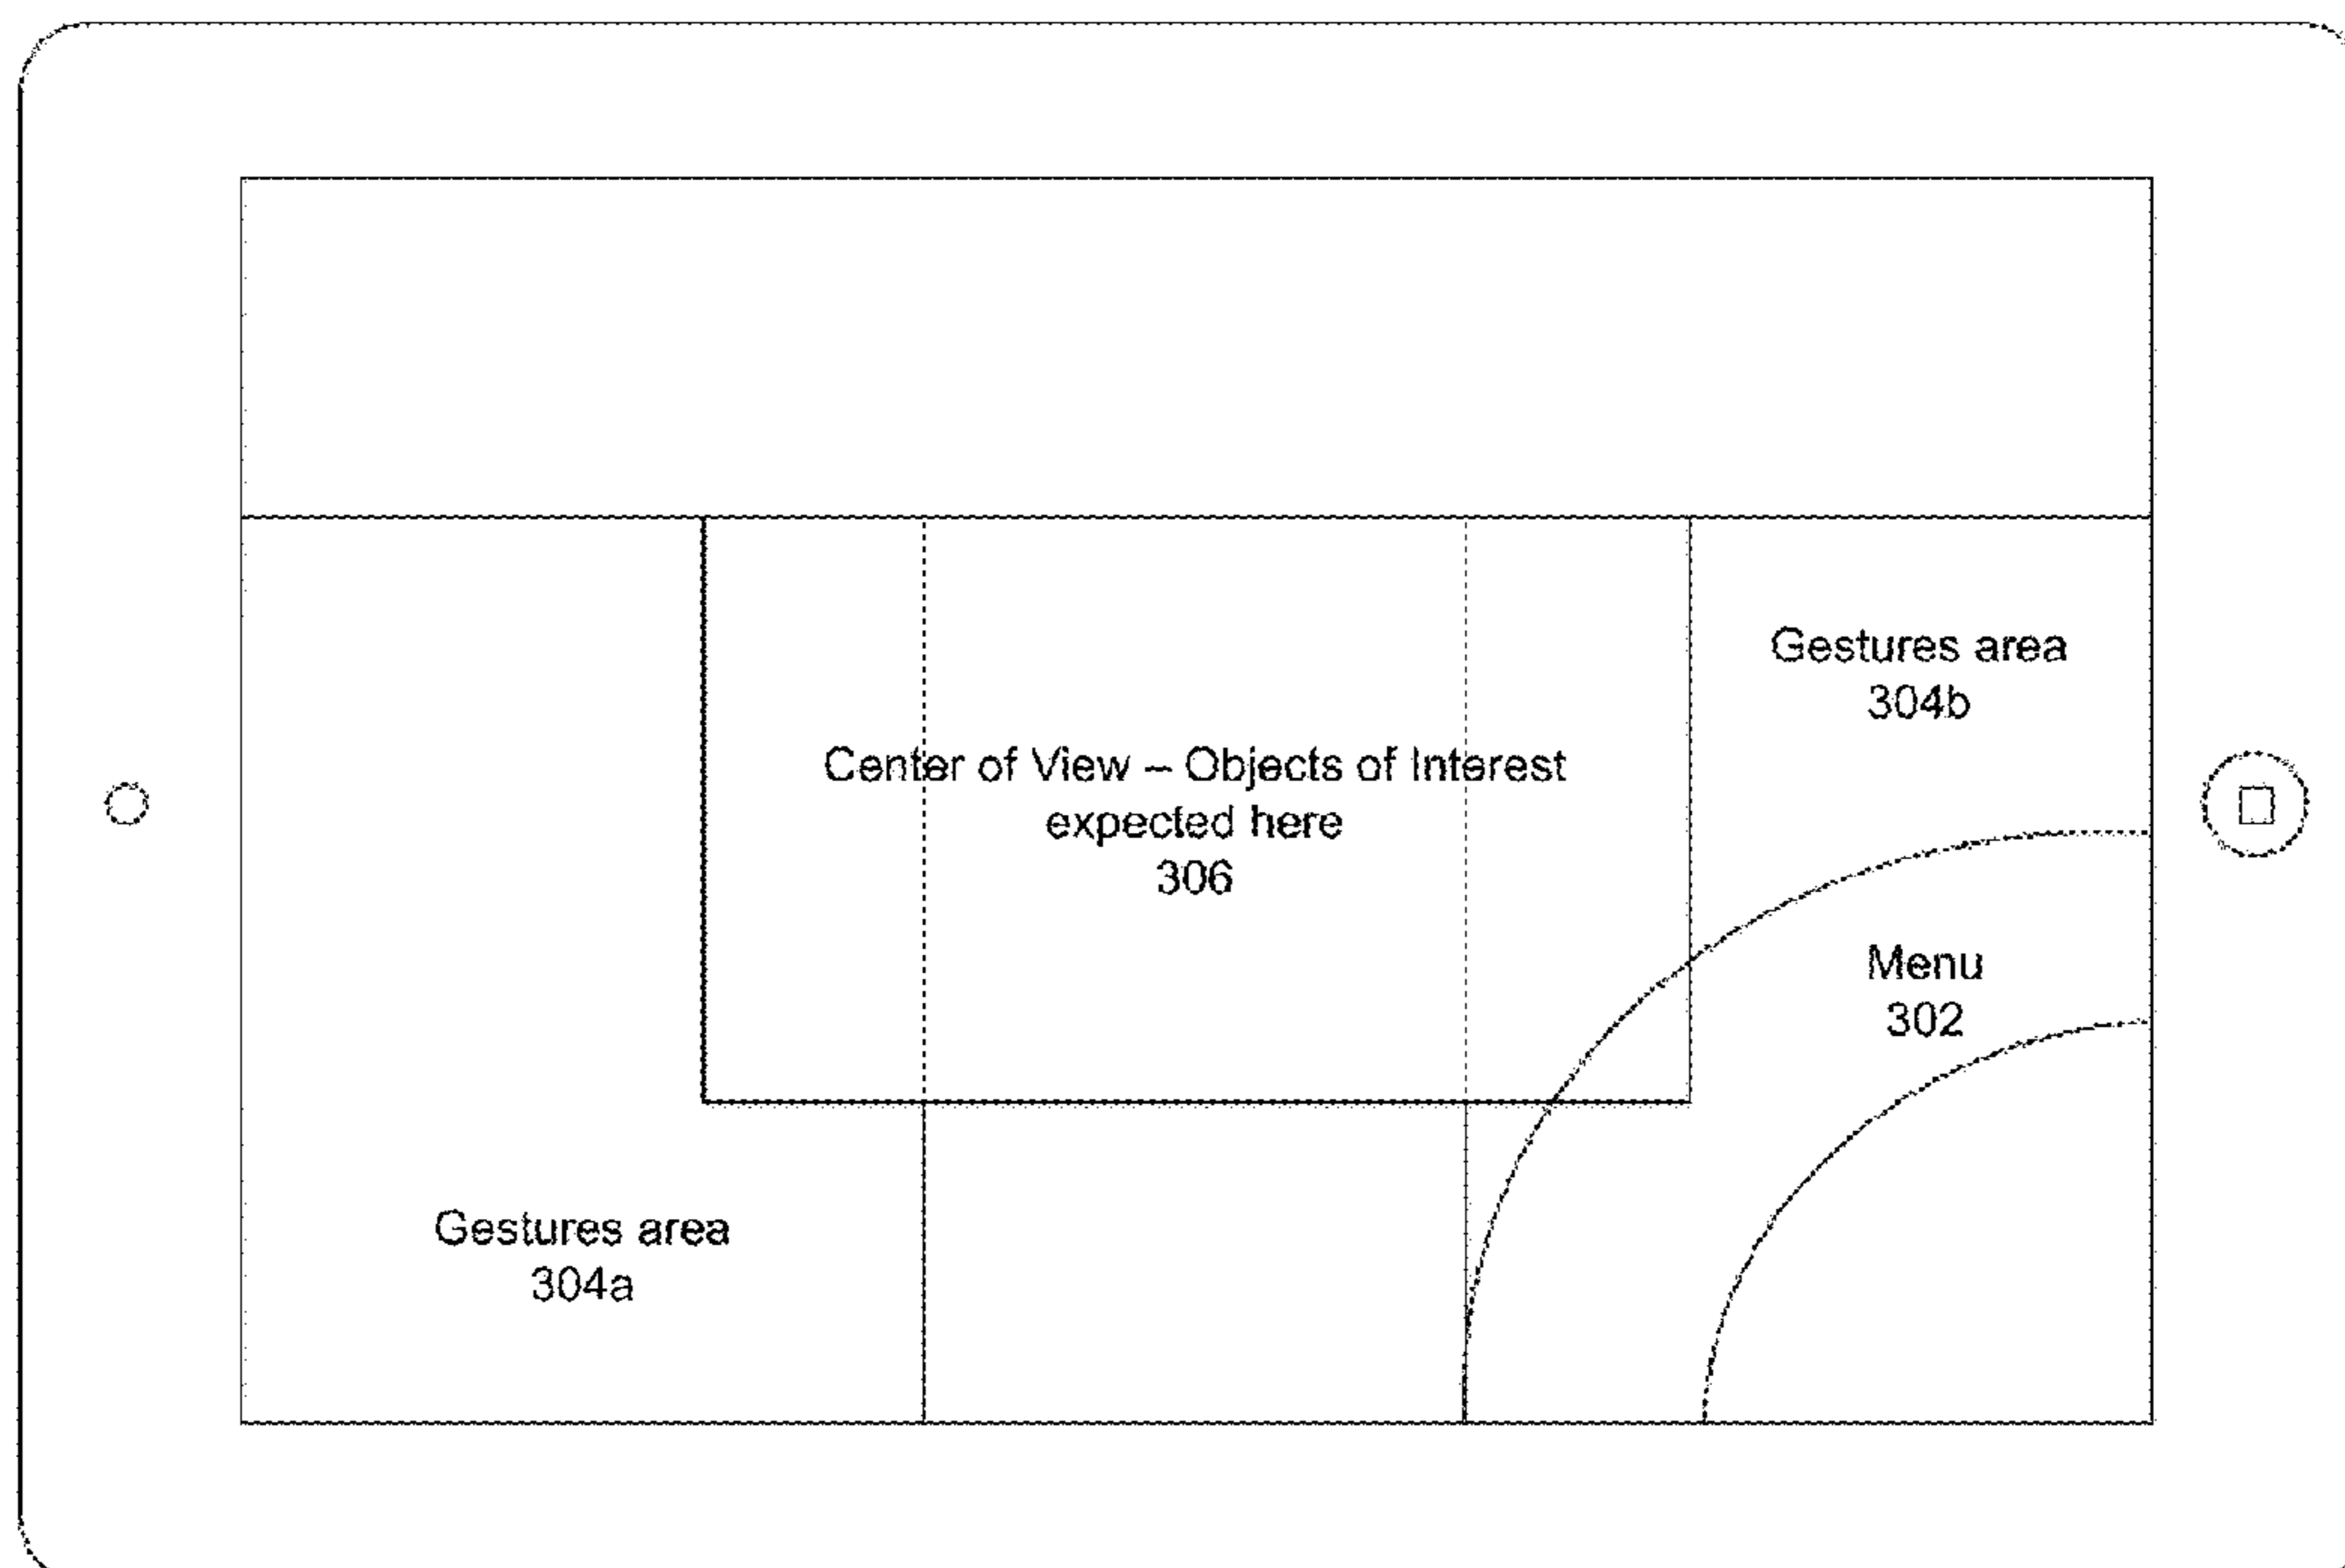 Gestures area
304b
Center of View – Objects of Interest
expected here
306
Menu
302
Gestures area
304a